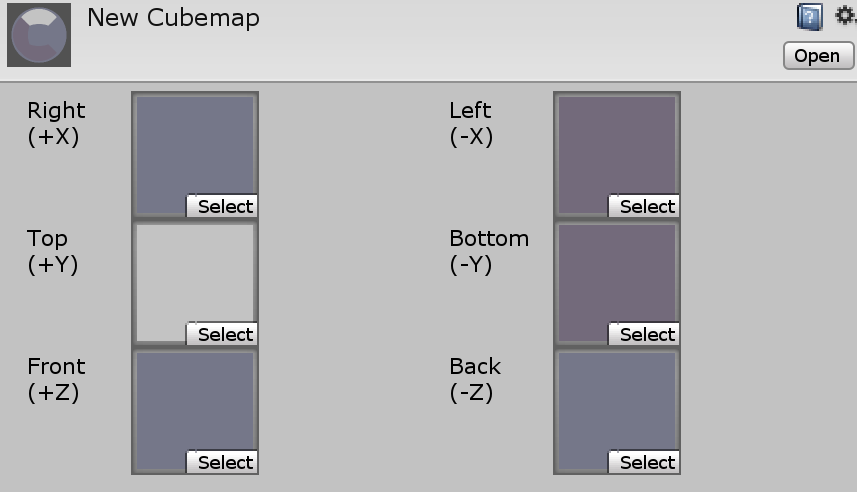 New Cubemap
Open
Right
(+X)
Select
Left
(-X)
Select
Top
(+Y)
Select
Bottom
(-Y)
Select
Front
(+Z)
Select
Back
(-Z)
Select